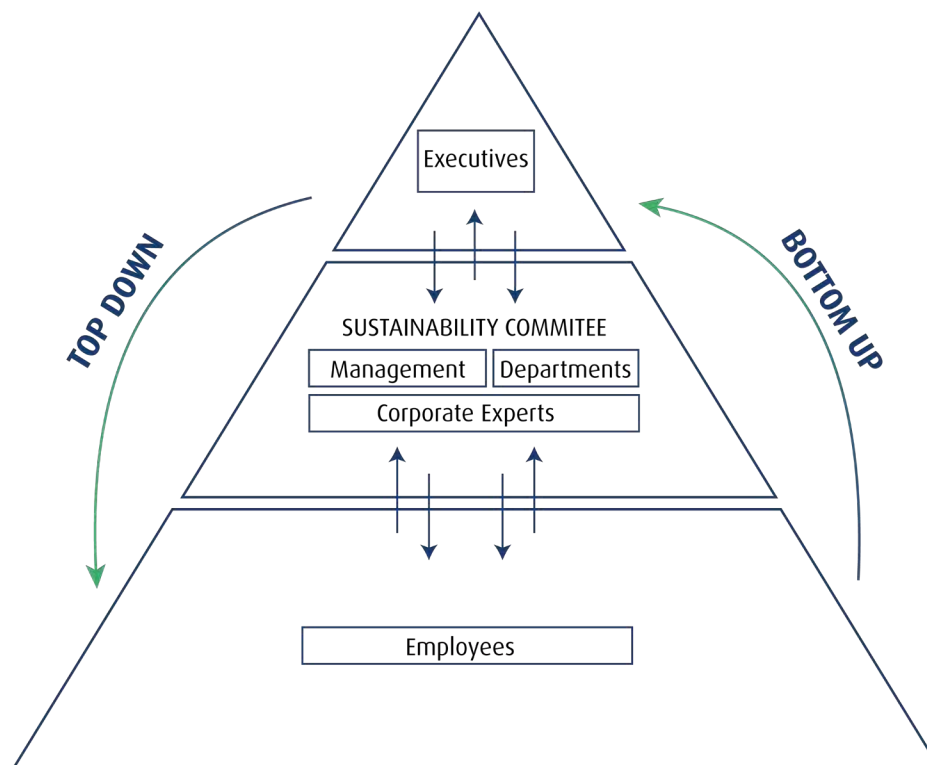 Executives
TOP DOWN
BOTTOM UP
SUSTAINABILITY COMMITEE
Management
Departments
Corporate Experts
Employees